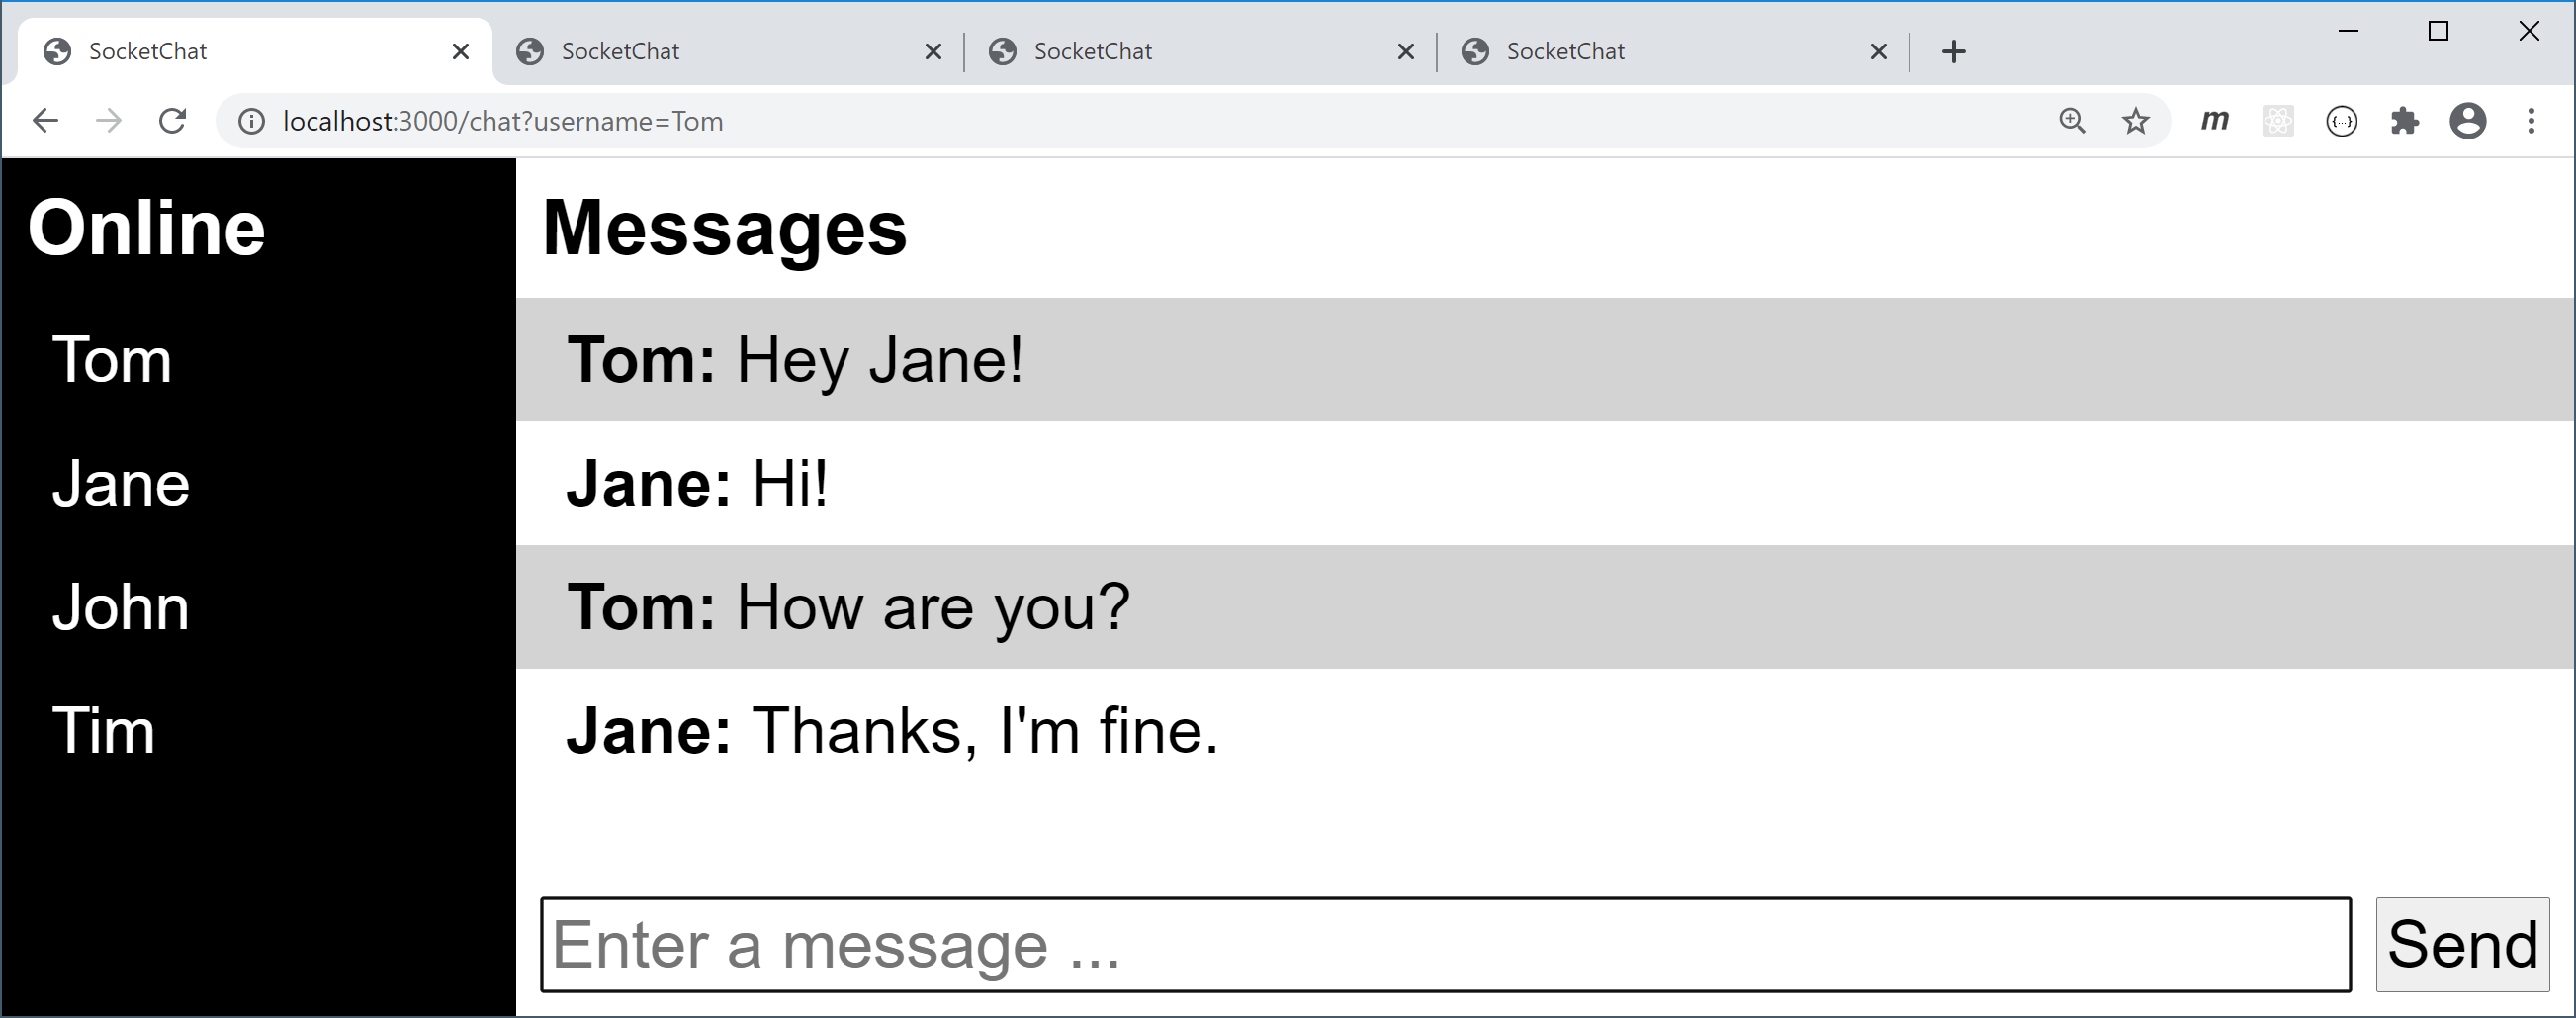 SocketChat SocketChat SocketChat SocketChat
localhost:3000/chat?username=Tom m {...}
Online
Tom
Jane
John
Tim
Messages
Tom: Hey Jane!
Jane: Hi!
Tom: How are you?
Jane: Thanks, I'm fine.
Enter a message ... Send